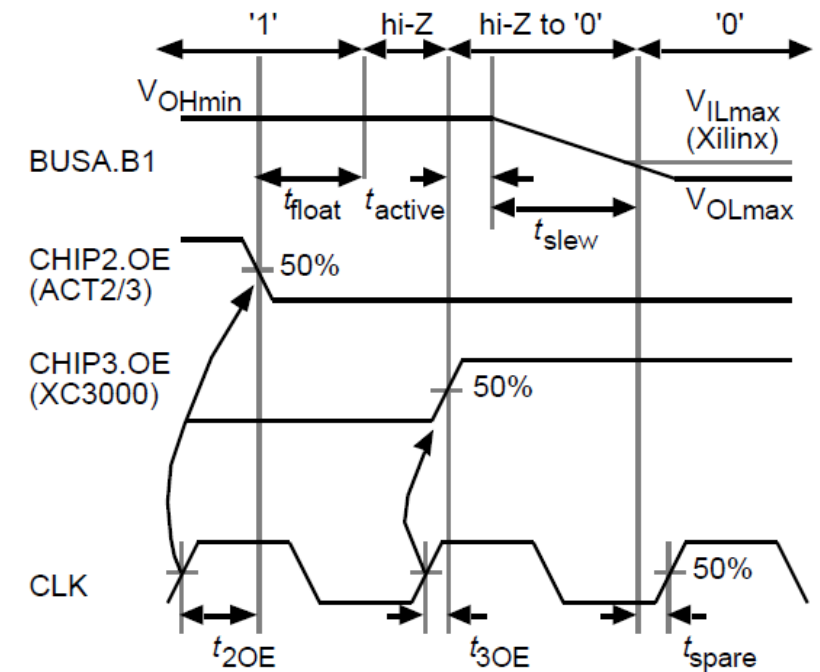 '1' hi-Z hi-Z to '0' '0'
VOHmin
VILmax
(Xilinx)
BUSA.B1
tfloat tactive
VOLmax
tslew
CHIP2.OE
(ACT2/3)
50%
CHIP3.OE
(XC3000)
50%
CLK
50%
t2OE t3OE tspare